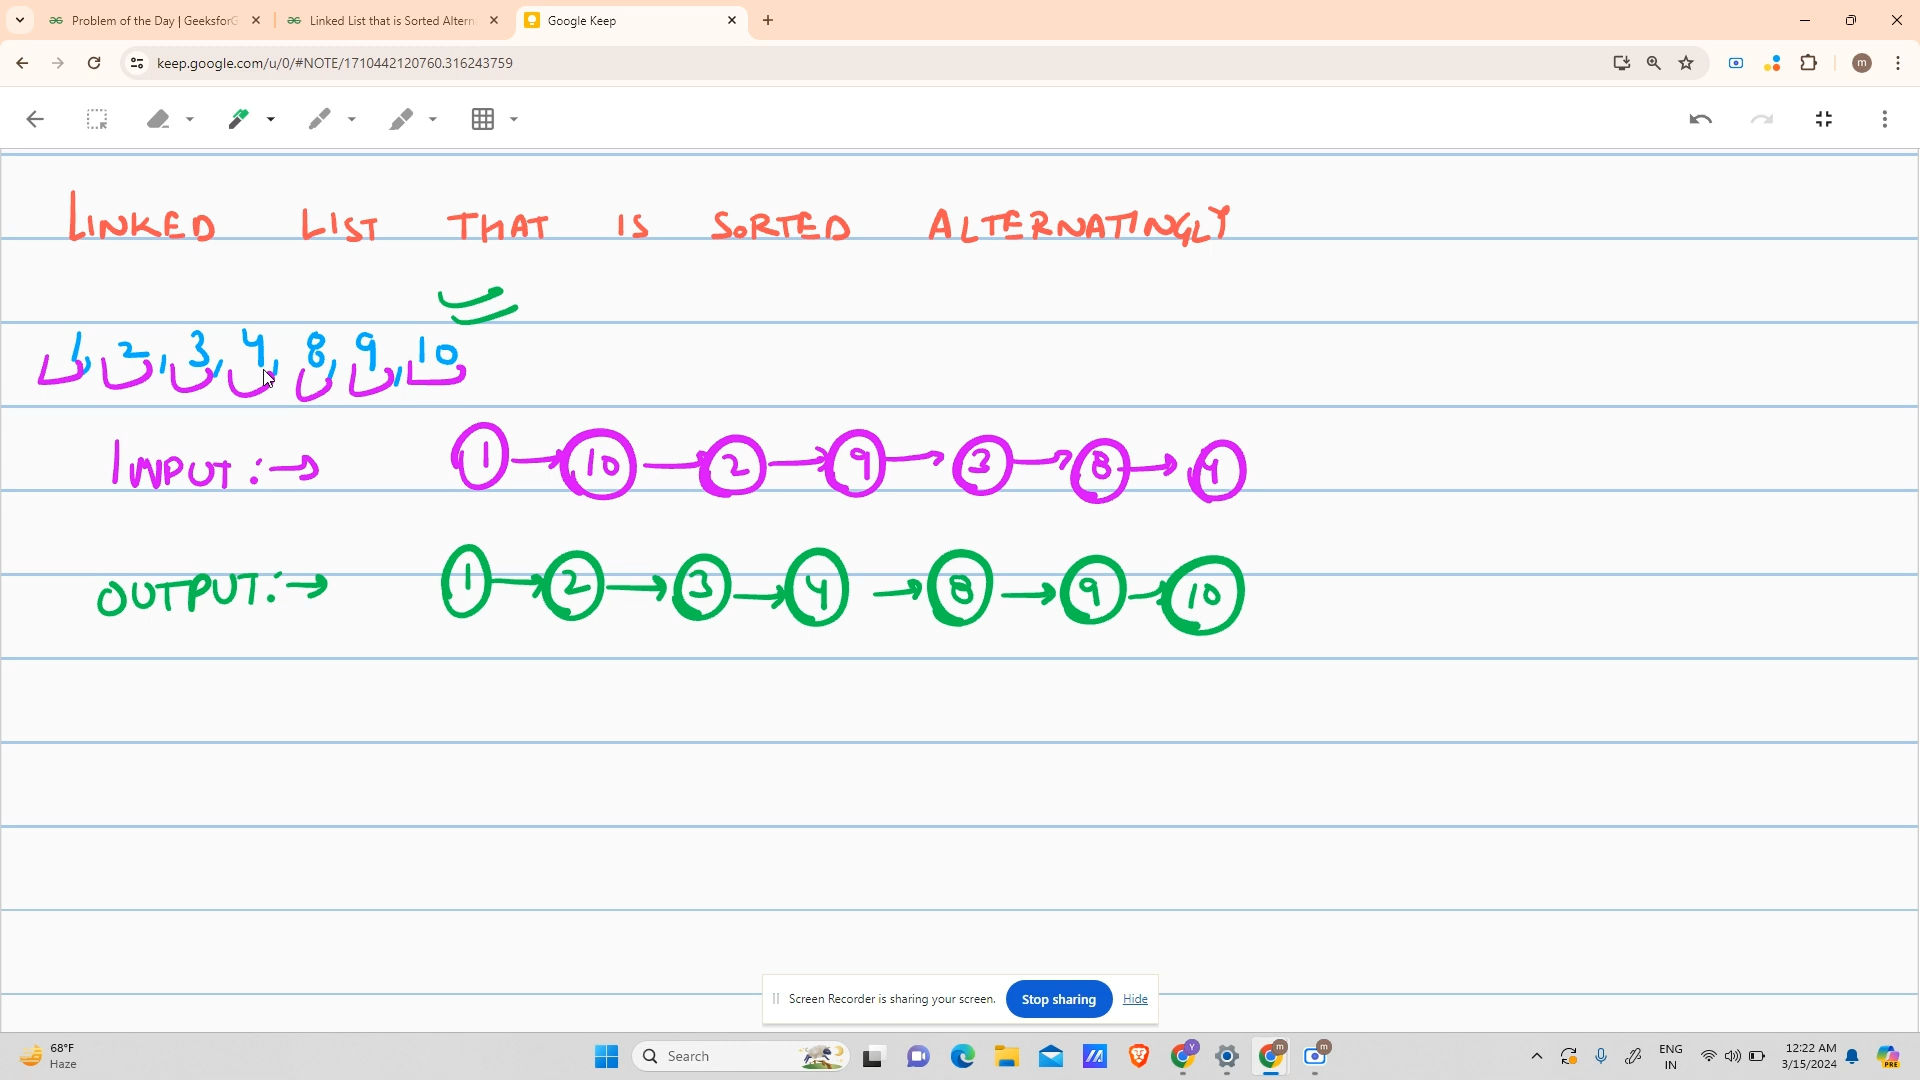 Problem of the Day | GeeksforG
Linked List that is Sorted Altern
Google Keep
keep.google.com/u/0/#NOTE/1710442120760.316243759
m
LINKED LIST THAT IS SORTED ALTERNATINGLY
1, 2, 3, 4, 8, 9, 10
INPUT :→ 1 → 10 → 2 → 9 → 3 → 8 → 4
OUTPUT :→ 1 → 2 → 3 → 4 → 8 → 9 → 10
Screen Recorder is sharing your screen. Stop sharing Hide
68°F
Haze
Search
ENG
IN
12:22 AM
3/15/2024